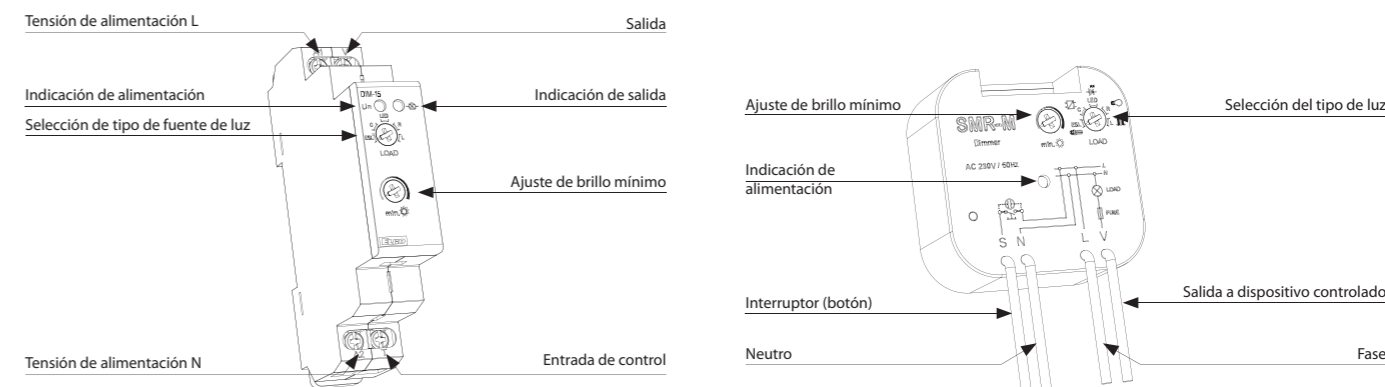 Tensión de alimentación L
Salida
Indicación de alimentación
Indicación de salida
Selección de tipo de fuente de luz
Ajuste de brillo mínimo
Tensión de alimentación N
Entrada de control
DIM-15
Un
LED
C
R
ESL
L
LOAD
min.
ELKO
Ajuste de brillo mínimo
Selección del tipo de luz
Indicación de
alimentación
Interruptor (botón)
Salida a dispositivo controlado
Neutro
Fase
SMR-M
Dimmer
AC 230V / 50Hz
min.
LED
C
R
ESL
L
LOAD
L
N
LOAD
FUSE
S N L V